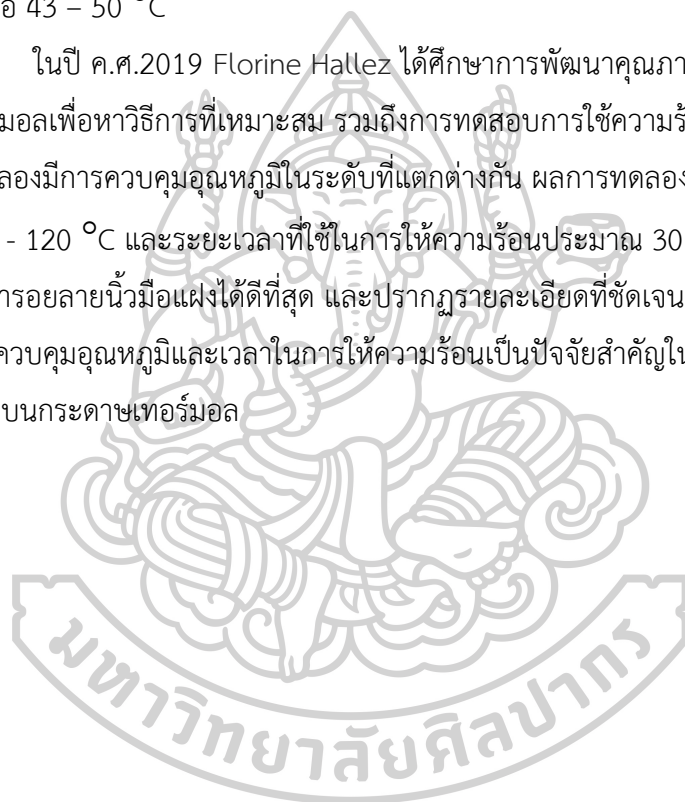 อ 43 – 50 °C
ในปี ค.ศ.2019 Florine Hallez ได้ศึกษาการพัฒนาคุณภา
มอลเพื่อหาวิธีการที่เหมาะสม รวมถึงการทดสอบการใช้ความร้
ลองมีการควบคุมอุณหภูมิในระดับที่แตกต่างกัน ผลการทดลอง
- 120 °C และระยะเวลาที่ใช้ในการให้ความร้อนประมาณ 30
ารอยลายนิ้วมือแฝงได้ดีที่สุด และปรากฏรายละเอียดที่ชัดเจน
ควบคุมอุณหภูมิและเวลาในการให้ความร้อนเป็นปัจจัยสำคัญใน
บนกระดาษเทอร์มอล
มหาวิทยาลัยศิลปากร